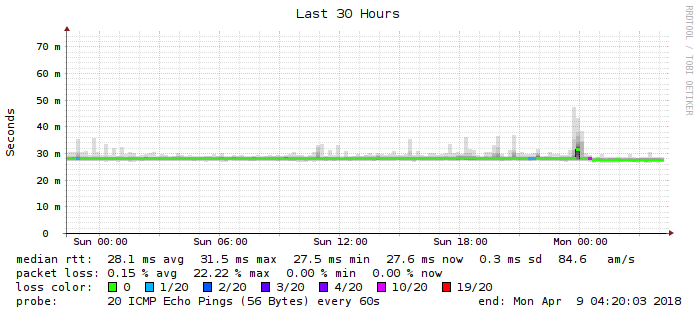 Last 30 Hours
RRDTOOL / TOBI OETIKER
Seconds
70 m
60 m
50 m
40 m
30 m
20 m
10 m
0
Sun 00:00 Sun 06:00 Sun 12:00 Sun 18:00 Mon 00:00
median rtt: 28.1 ms avg 31.5 ms max 27.5 ms min 27.6 ms now 0.3 ms sd 84.6 am/s
packet loss: 0.15 % avg 22.22 % max 0.00 % min 0.00 % now
loss color: 0 1/20 2/20 3/20 4/20 10/20 19/20
probe: 20 ICMP Echo Pings (56 Bytes) every 60s end: Mon Apr 9 04:20:03 2018